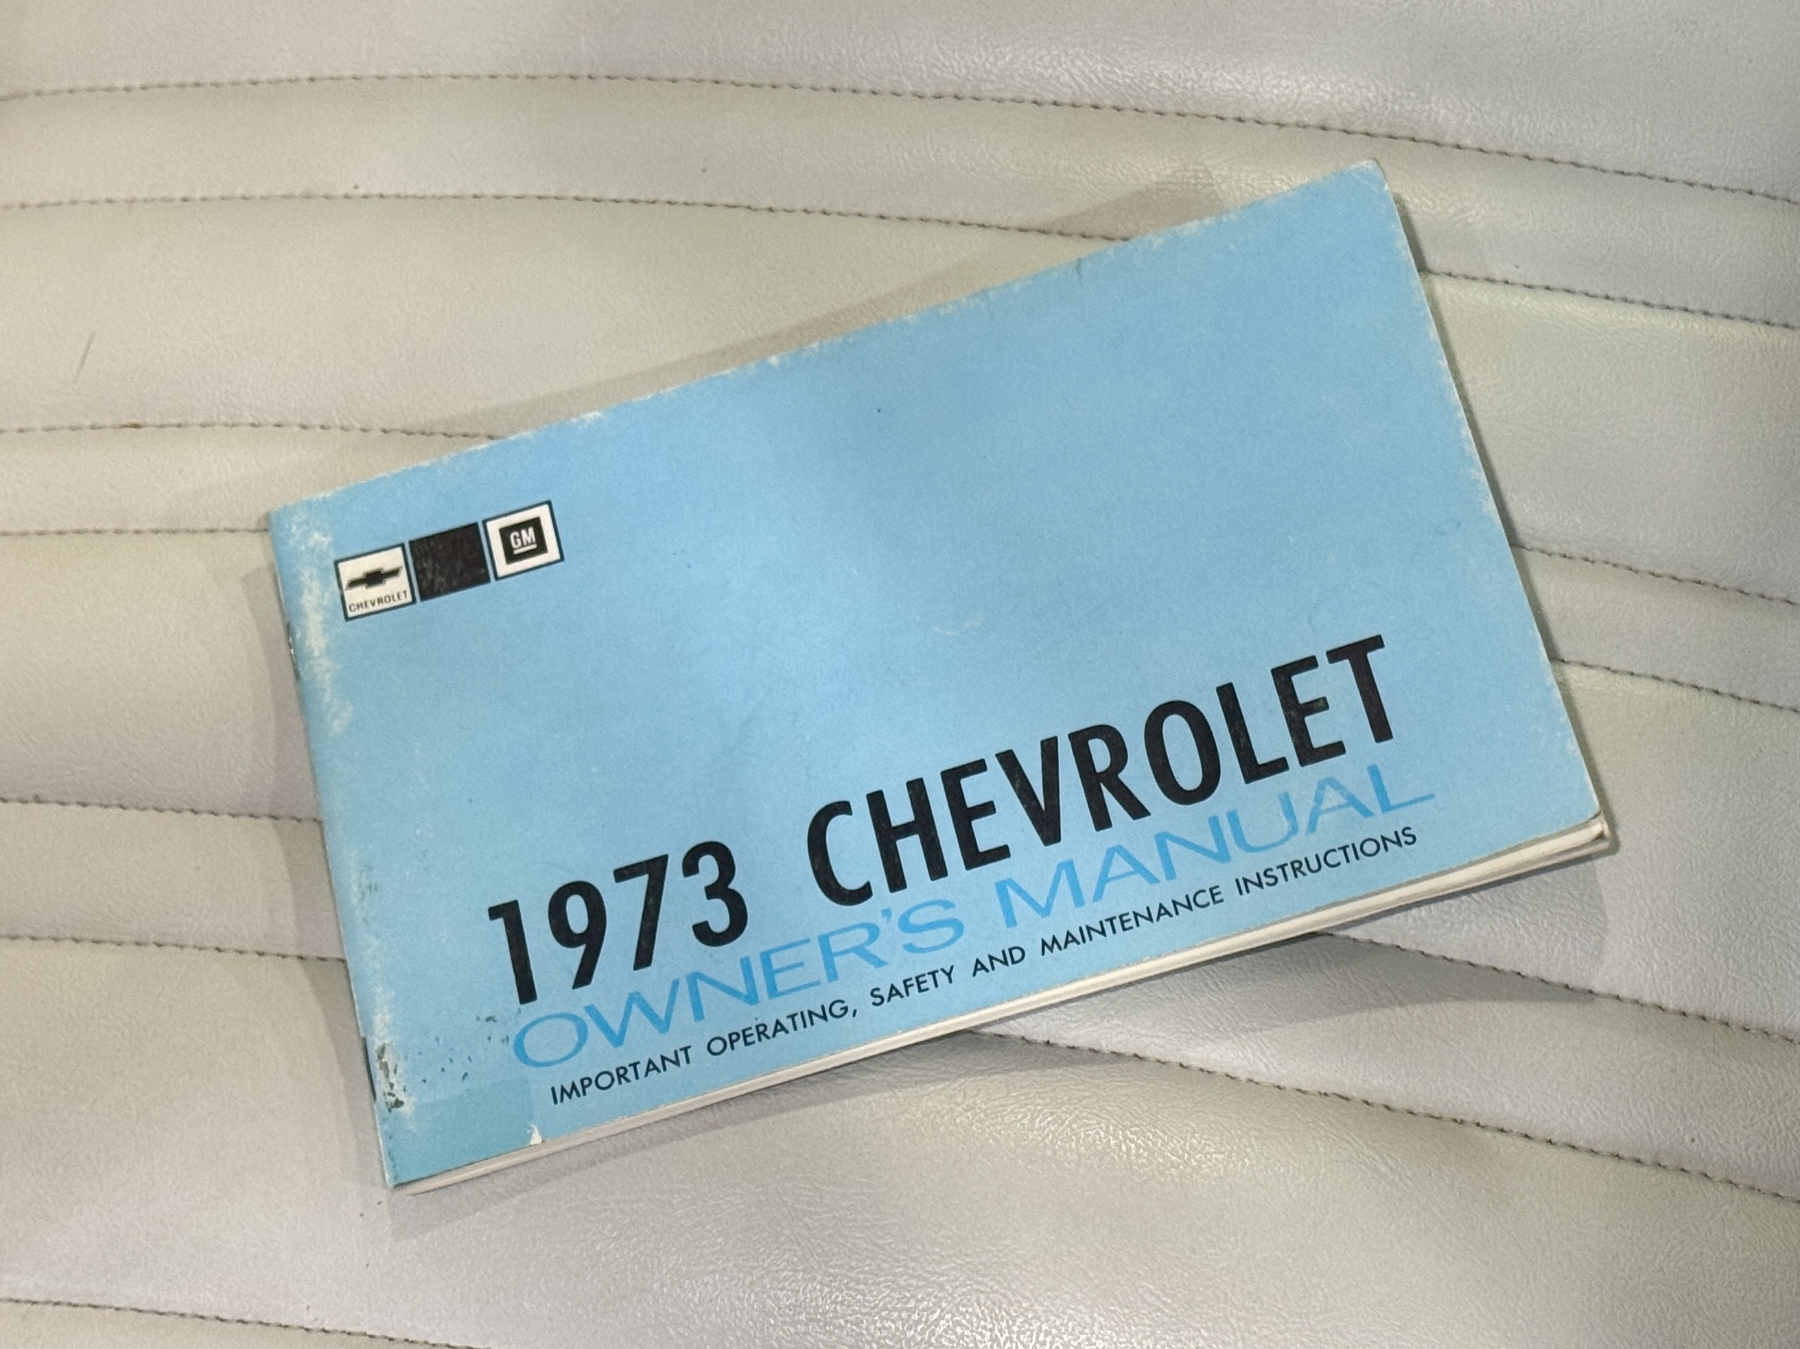 CHEVROLET
GM
1973 CHEVROLET
OWNER'S MANUAL
IMPORTANT OPERATING, SAFETY AND MAINTENANCE INSTRUCTIONS